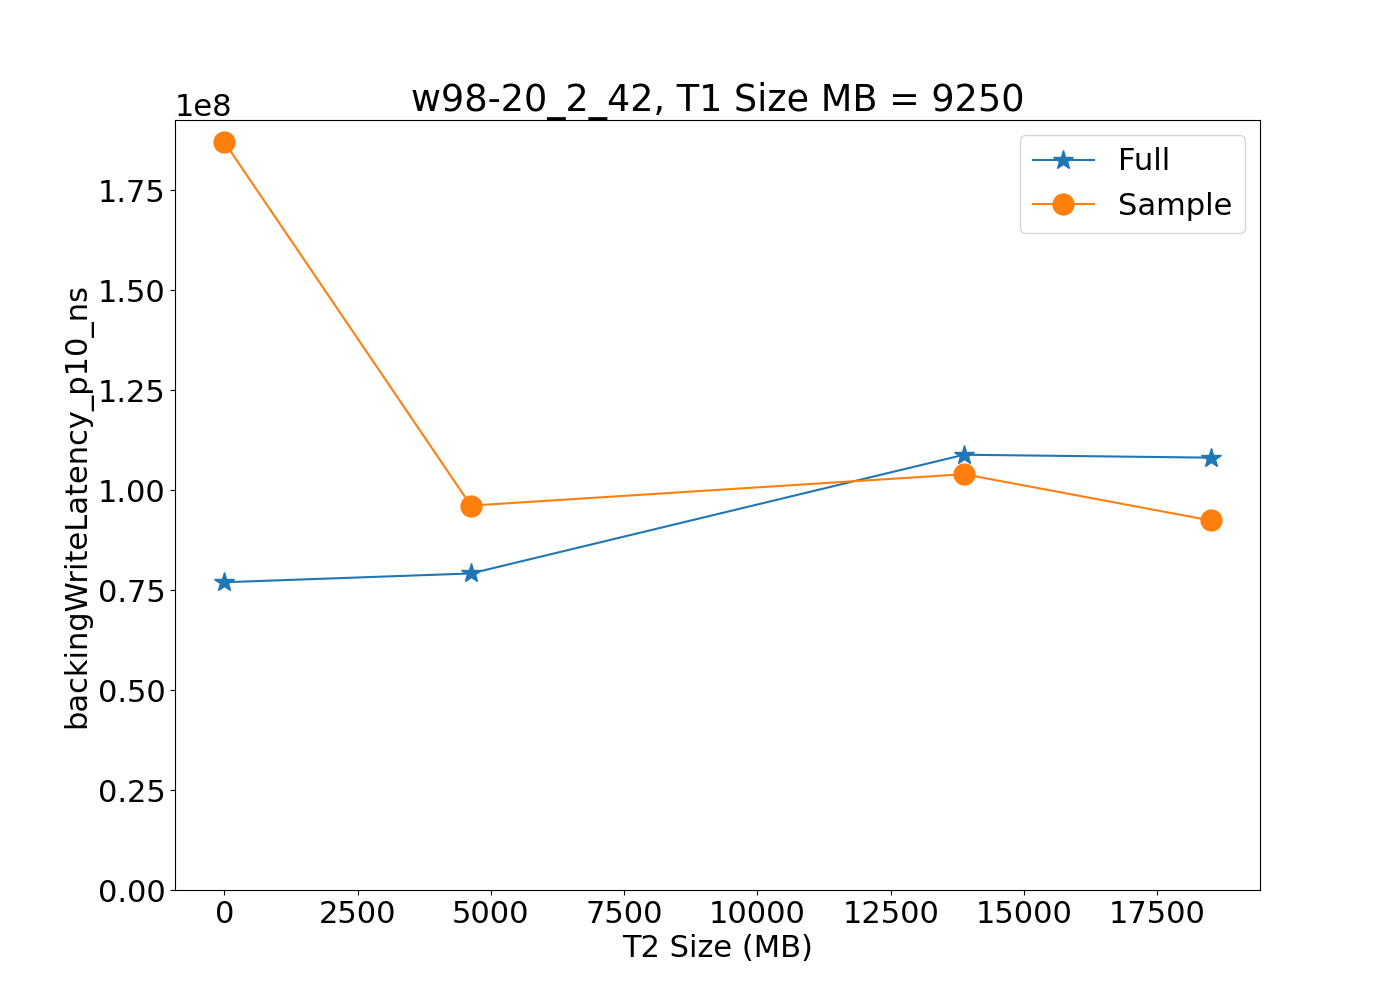 w98-20_2_42, T1 Size MB = 9250
1e8
Full
Sample
1.75
1.50
1.25
1.00
0.75
0.50
0.25
0.00
backingWriteLatency_p10_ns
0 2500 5000 7500 10000 12500 15000 17500
T2 Size (MB)